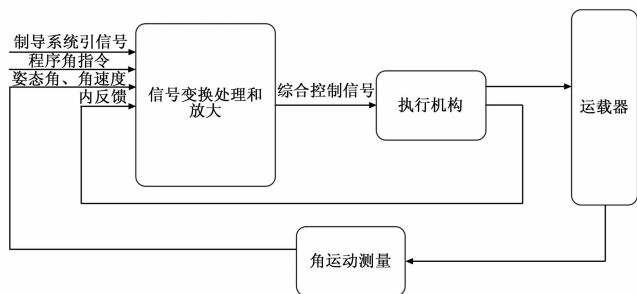 制导系统引信号
程序角指令
姿态角、角速度
内反馈
信号变换处理和
放大
综合控制信号
执行机构
运载器
角运动测量